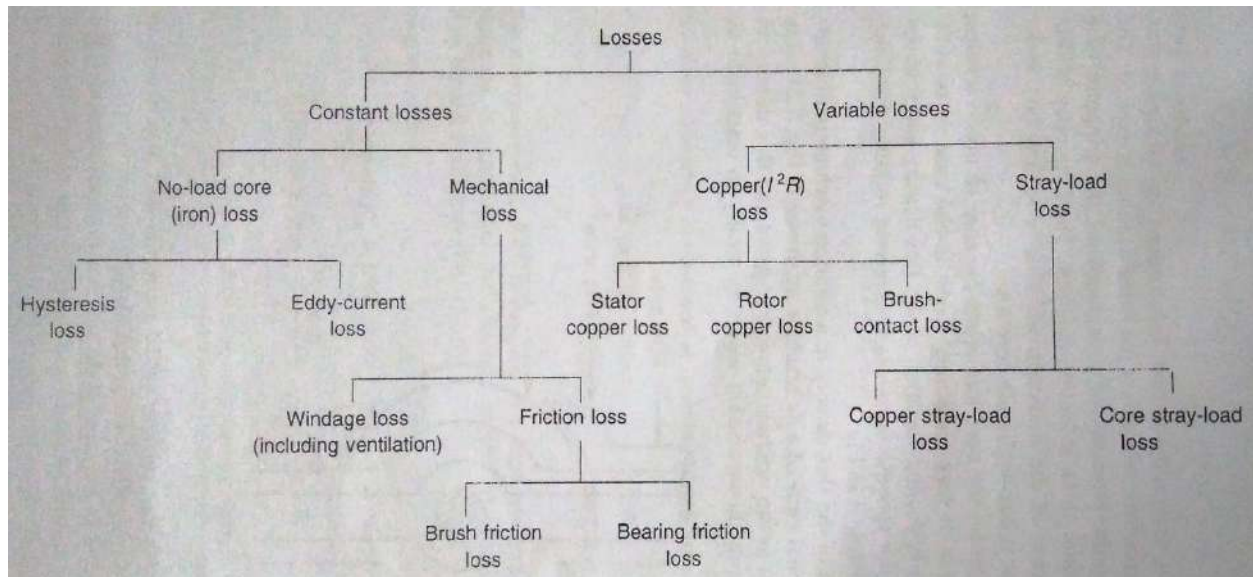 Losses
Constant losses
Variable losses
No-load core
(iron) loss
Mechanical
loss
Copper(I²R)
loss
Stray-load
loss
Hysteresis
loss
Eddy-current
loss
Stator
copper loss
Rotor
copper loss
Brush-
contact loss
Windage loss
(including ventilation)
Friction loss
Copper stray-load
loss
Core stray-load
loss
Brush friction
loss
Bearing friction
loss